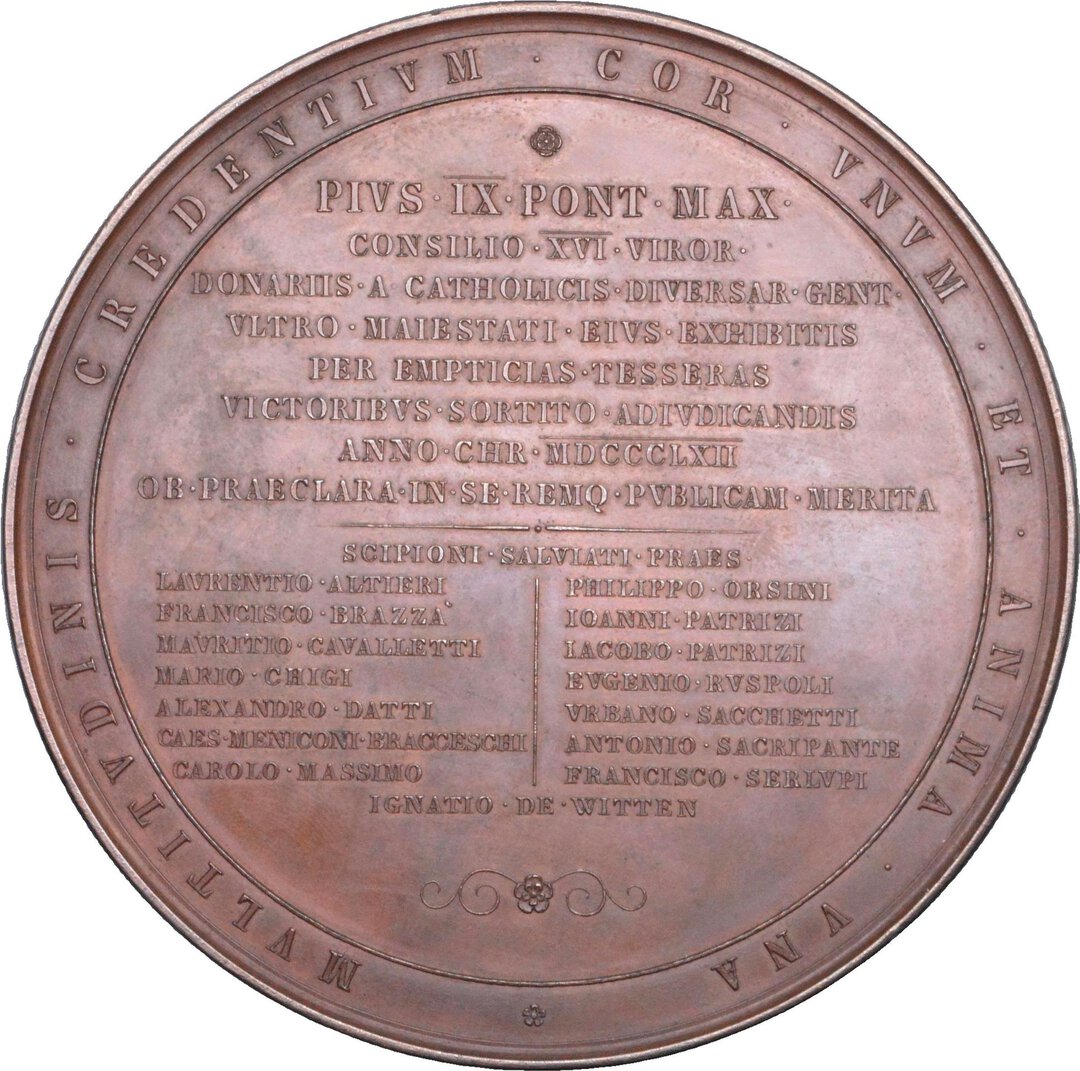 MVLTITVDINIS · CREDENTIVM · COR · VNVM · ET · ANIMA · VNA
PIVS · IX · PONT · MAX ·
CONSILIO · XVI · VIROR ·
DONARIIS · A CATHOLICIS · DIVERSAR · GENT ·
VLTRO · MAIESTATI · EIVS · EXHIBITIS
PER EMPTICIAS · TESSERAS
VICTORIBVS · SORTITO · ADIVDICANDIS
ANNO · CHR · MDCCCLXII
OB · PRAECLARA · IN · SE · REMQ · PVBLICAM · MERITA
SCIPIONI · SALVIATI · PRAES ·
LAVRENTIO · ALTIERI
FRANCISCO · BRAZZÀ
MAVRITIO · CAVALLETTI
MARIO · CHIGI
ALEXANDRO · DATTI
CAES · MENICONI · BRACCESCHI
CAROLO · MASSIMO
PHILIPPO · ORSINI
IOANNI · PATRIZI
IACOBO · PATRIZI
EVGENIO · RVSPOLI
VRBANO · SACCHETTI
ANTONIO · SACRIPANTE
FRANCISCO · SERLVPI
IGNATIO · DE · WITTEN